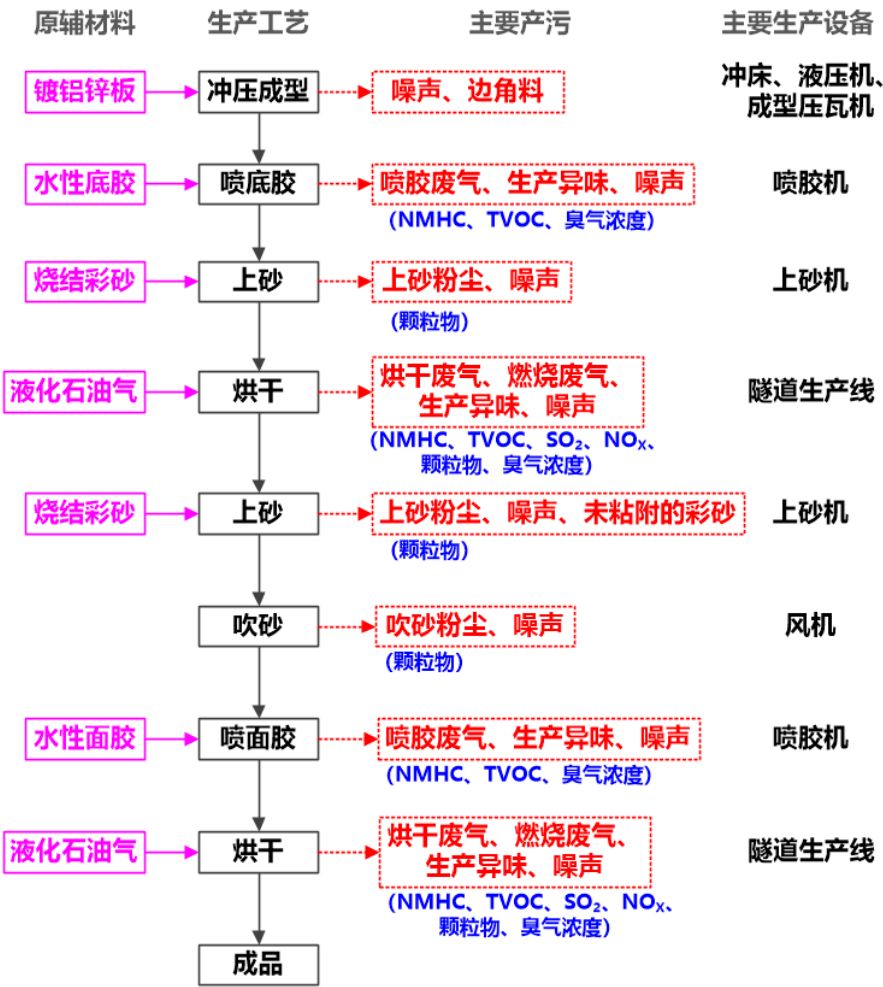 原辅材料 生产工艺 主要产污 主要生产设备
镀铝锌板 冲压成型 噪声、边角料 冲床、液压机、
成型压瓦机
水性底胶 喷底胶 喷胶废气、生产异味、噪声 喷胶机
(NMHC、TVOC、臭气浓度)
烧结彩砂 上砂 上砂粉尘、噪声 上砂机
(颗粒物)
液化石油气 烘干 烘干废气、燃烧废气、
生产异味、噪声 隧道生产线
(NMHC、TVOC、SO₂、NOₓ、
颗粒物、臭气浓度)
烧结彩砂 上砂 上砂粉尘、噪声、未粘附的彩砂 上砂机
(颗粒物)
吹砂 吹砂粉尘、噪声 风机
(颗粒物)
水性面胶 喷面胶 喷胶废气、生产异味、噪声 喷胶机
(NMHC、TVOC、臭气浓度)
液化石油气 烘干 烘干废气、燃烧废气、
生产异味、噪声 隧道生产线
(NMHC、TVOC、SO₂、NOₓ、
颗粒物、臭气浓度)
成品